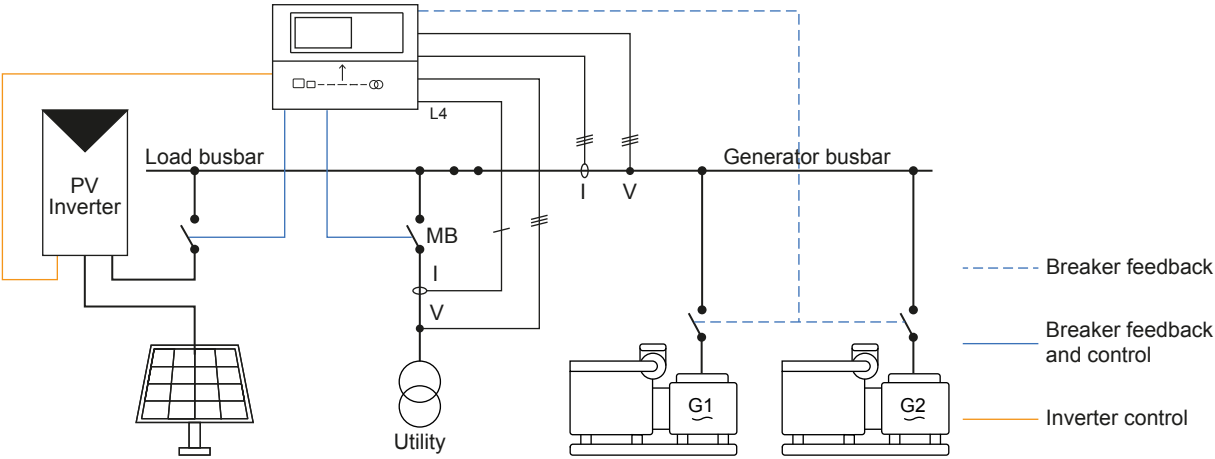 L4
Load busbar
Generator busbar
PV
Inverter
I
V
MB
I
V
Utility
G1
G2
Breaker feedback
Breaker feedback
and control
Inverter control